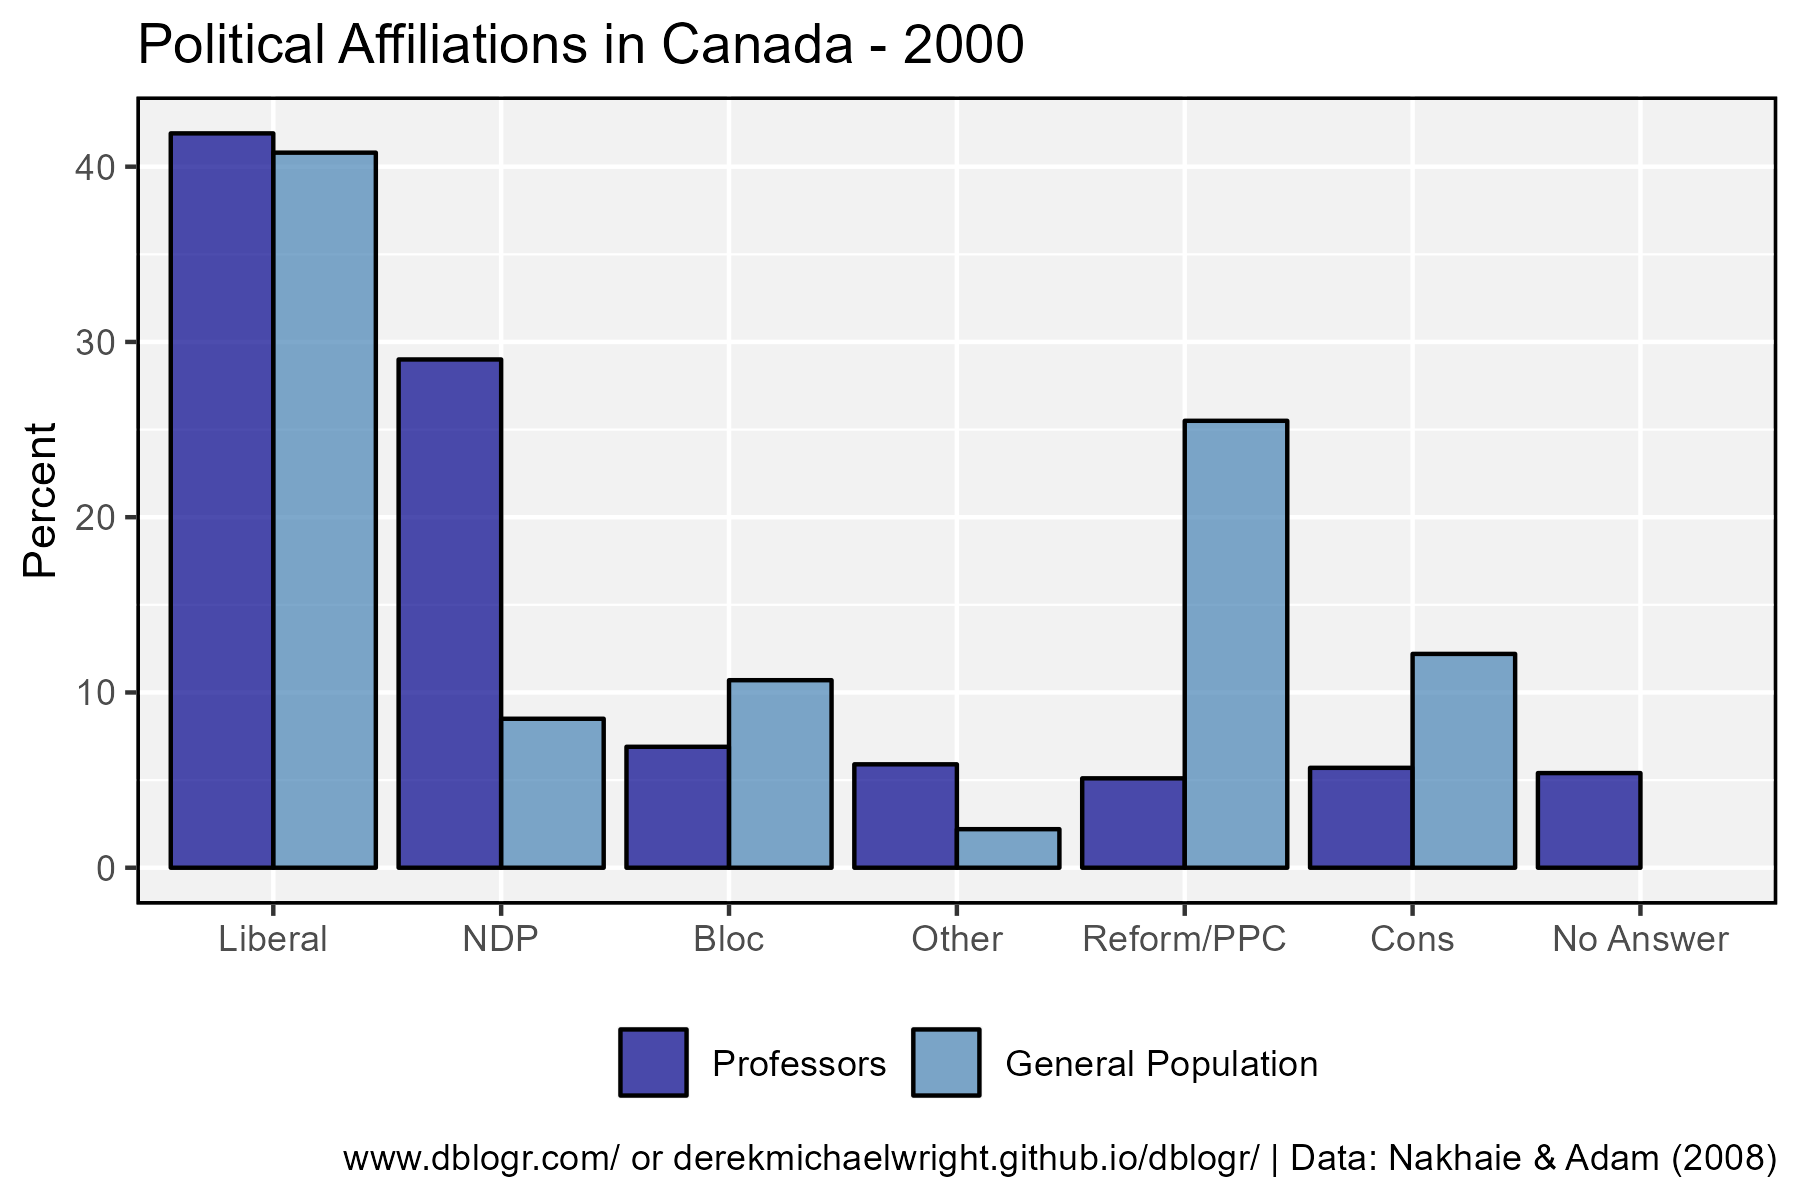 Political Affiliations in Canada - 2000
Percent
40
30
20
10
0
Liberal NDP Bloc Other Reform/PPC Cons No Answer
Professors General Population
www.dblogr.com/ or derekmichaelwright.github.io/dblogr/ | Data: Nakhaie & Adam (2008)